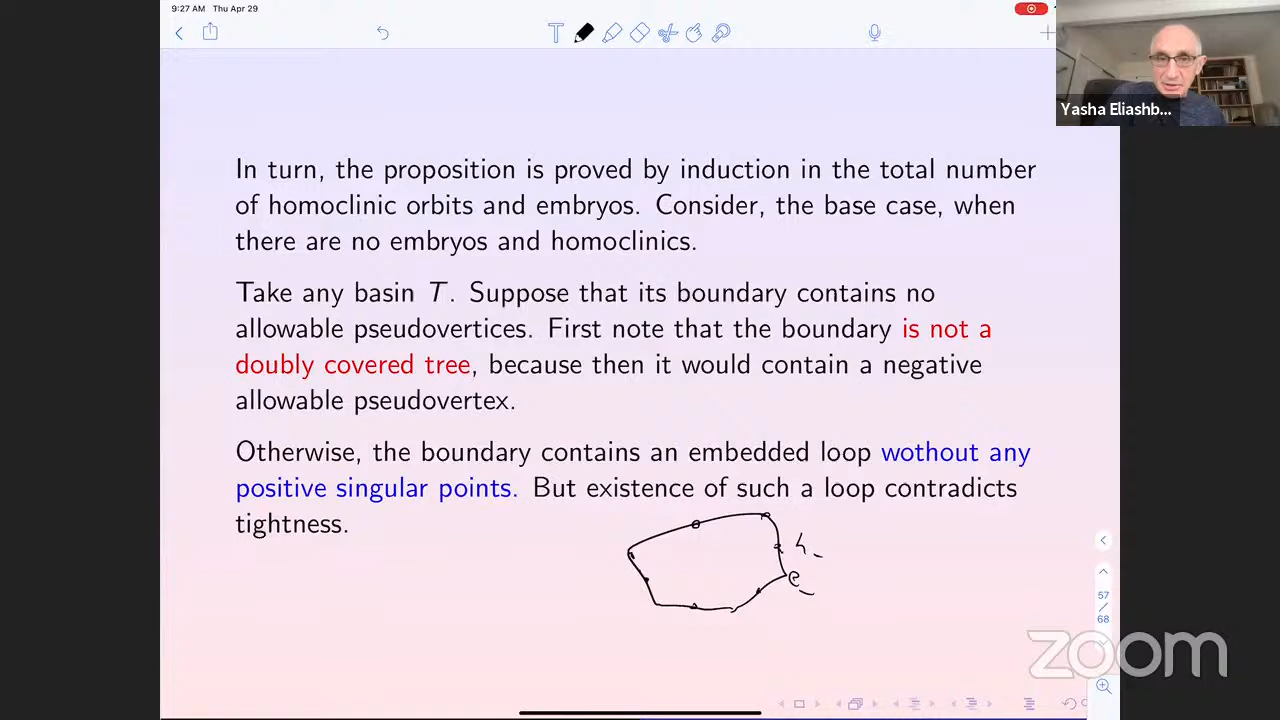 9:27 AM Thu Apr 29
Yasha Eliashb...
In turn, the proposition is proved by induction in the total number
of homoclinic orbits and embryos. Consider, the base case, when
there are no embryos and homoclinics.
Take any basin T. Suppose that its boundary contains no
allowable pseudovertices. First note that the boundary is not a
doubly covered tree, because then it would contain a negative
allowable pseudovertex.
Otherwise, the boundary contains an embedded loop wothout any
positive singular points. But existence of such a loop contradicts
tightness.
h_
e_
57
/
68
zoom